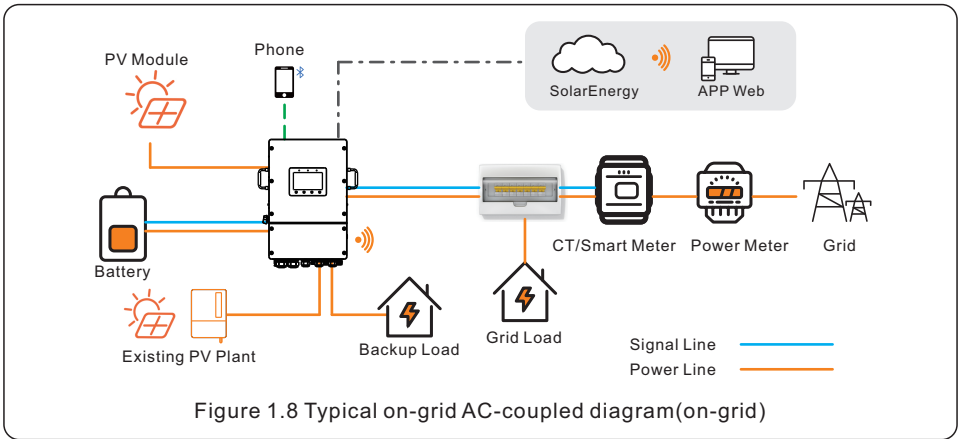 Phone
PV Module
SolarEnergy
APP Web
CT/Smart Meter
Power Meter
Grid
Battery
Existing PV Plant
Backup Load
Grid Load
Signal Line
Power Line
Figure 1.8 Typical on-grid AC-coupled diagram(on-grid)